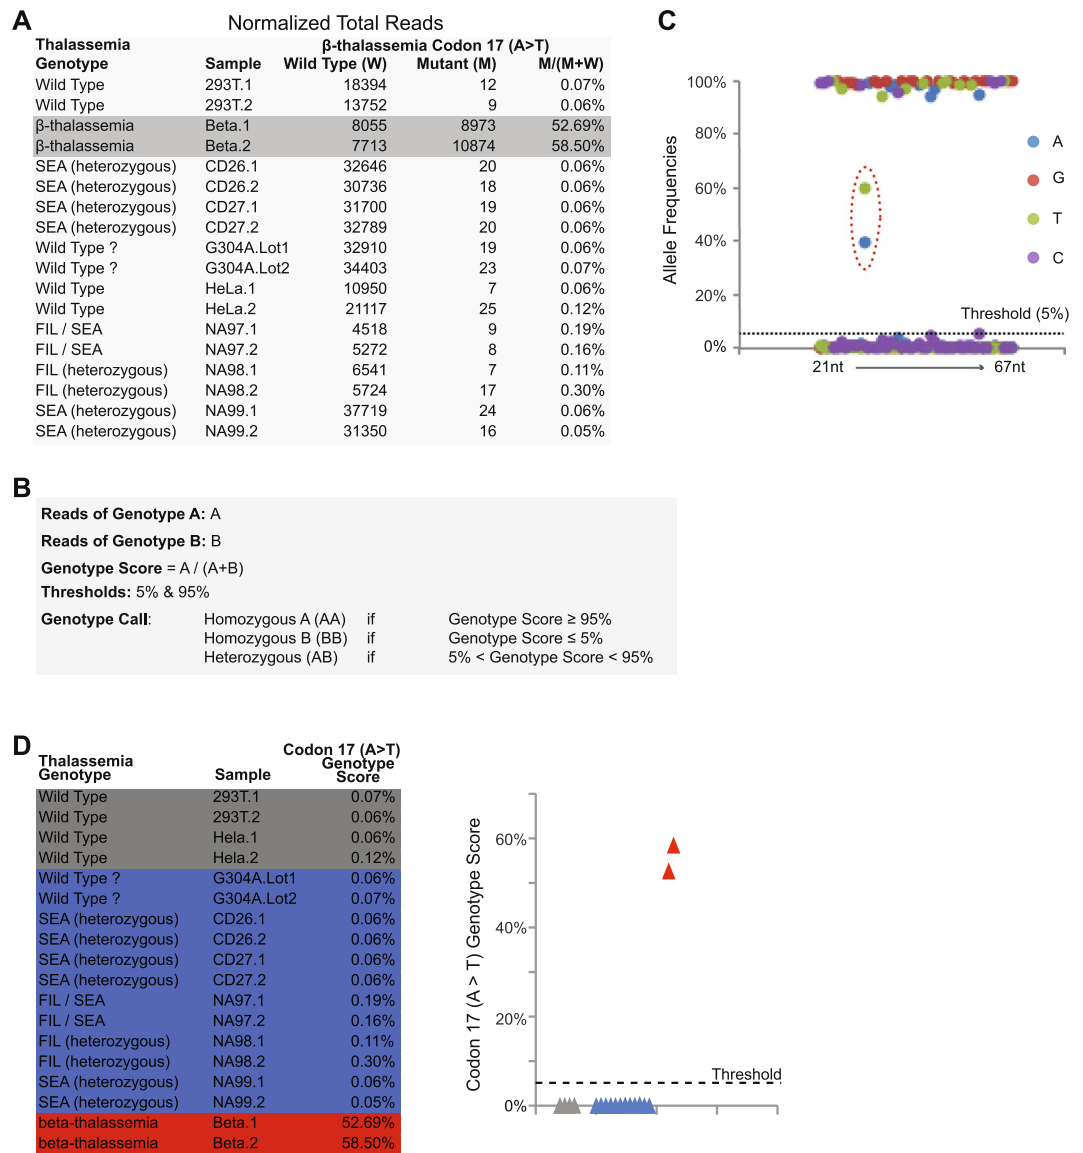 A
Normalized Total Reads
Thalassemia β-thalassemia Codon 17 (A>T)
Genotype Sample Wild Type (W) Mutant (M) M/(M+W)
Wild Type 293T.1 18394 12 0.07%
Wild Type 293T.2 13752 9 0.06%
β-thalassemia Beta.1 8055 8973 52.69%
β-thalassemia Beta.2 7713 10874 58.50%
SEA (heterozygous) CD26.1 32646 20 0.06%
SEA (heterozygous) CD26.2 30736 18 0.06%
SEA (heterozygous) CD27.1 31700 19 0.06%
SEA (heterozygous) CD27.2 32789 20 0.06%
Wild Type ? G304A.Lot1 32910 19 0.06%
Wild Type ? G304A.Lot2 34403 23 0.07%
Wild Type HeLa.1 10950 7 0.06%
Wild Type HeLa.2 21117 25 0.12%
FIL / SEA NA97.1 4518 9 0.19%
FIL / SEA NA97.2 5272 8 0.16%
FIL (heterozygous) NA98.1 6541 7 0.11%
FIL (heterozygous) NA98.2 5724 17 0.30%
SEA (heterozygous) NA99.1 37719 24 0.06%
SEA (heterozygous) NA99.2 31350 16 0.05%
C
Allele Frequencies
100%
80%
60%
40%
20%
0%
A
G
T
C
Threshold (5%)
21nt 67nt
B
Reads of Genotype A: A
Reads of Genotype B: B
Genotype Score = A / (A+B)
Thresholds: 5% & 95%
Genotype Call: Homozygous A (AA) if Genotype Score ≥ 95%
Homozygous B (BB) if Genotype Score ≤ 5%
Heterozygous (AB) if 5% < Genotype Score < 95%
D
Codon 17 (A>T)
Thalassemia Genotype
Genotype Sample Score
Wild Type 293T.1 0.07%
Wild Type 293T.2 0.06%
Wild Type Hela.1 0.06%
Wild Type Hela.2 0.12%
Wild Type ? G304A.Lot1 0.06%
Wild Type ? G304A.Lot2 0.07%
SEA (heterozygous) CD26.1 0.06%
SEA (heterozygous) CD26.2 0.06%
SEA (heterozygous) CD27.1 0.06%
SEA (heterozygous) CD27.2 0.06%
FIL / SEA NA97.1 0.19%
FIL / SEA NA97.2 0.16%
FIL (heterozygous) NA98.1 0.11%
FIL (heterozygous) NA98.2 0.30%
SEA (heterozygous) NA99.1 0.06%
SEA (heterozygous) NA99.2 0.05%
beta-thalassemia Beta.1 52.69%
beta-thalassemia Beta.2 58.50%
Codon 17 (A > T) Genotype Score
60%
40%
20%
0%
Threshold